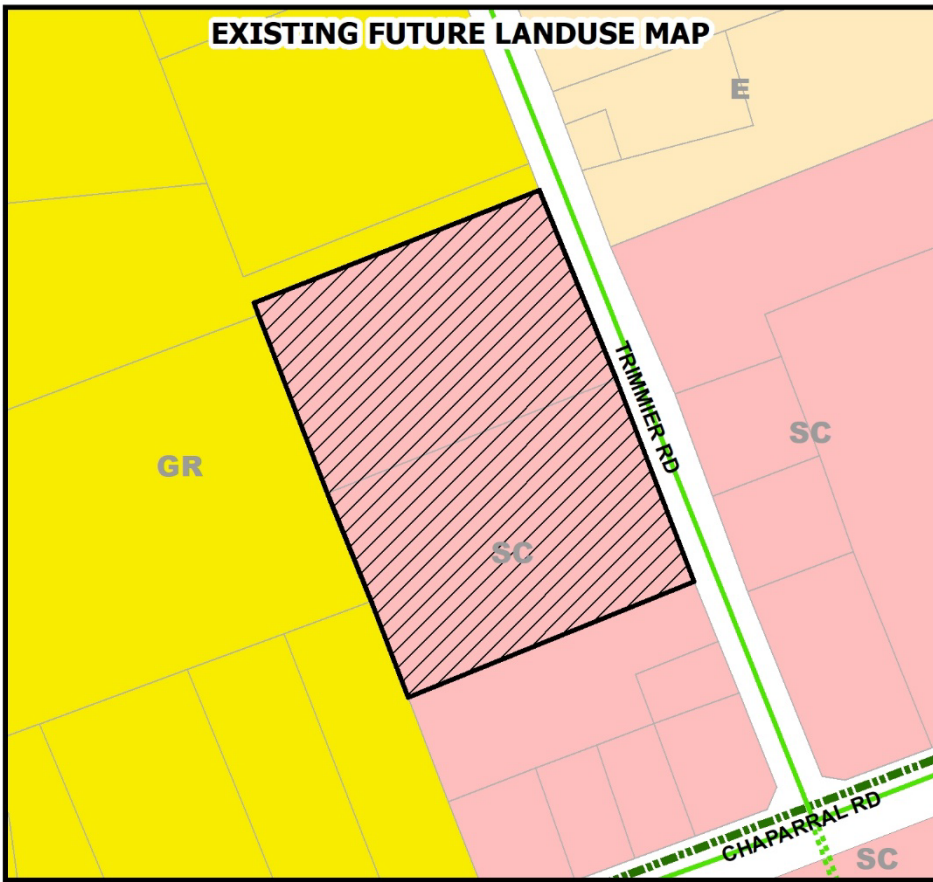 EXISTING FUTURE LANDUSE MAP
E
TRIMMIER RD
SC
GR
SC
CHAPARRAL RD
SC